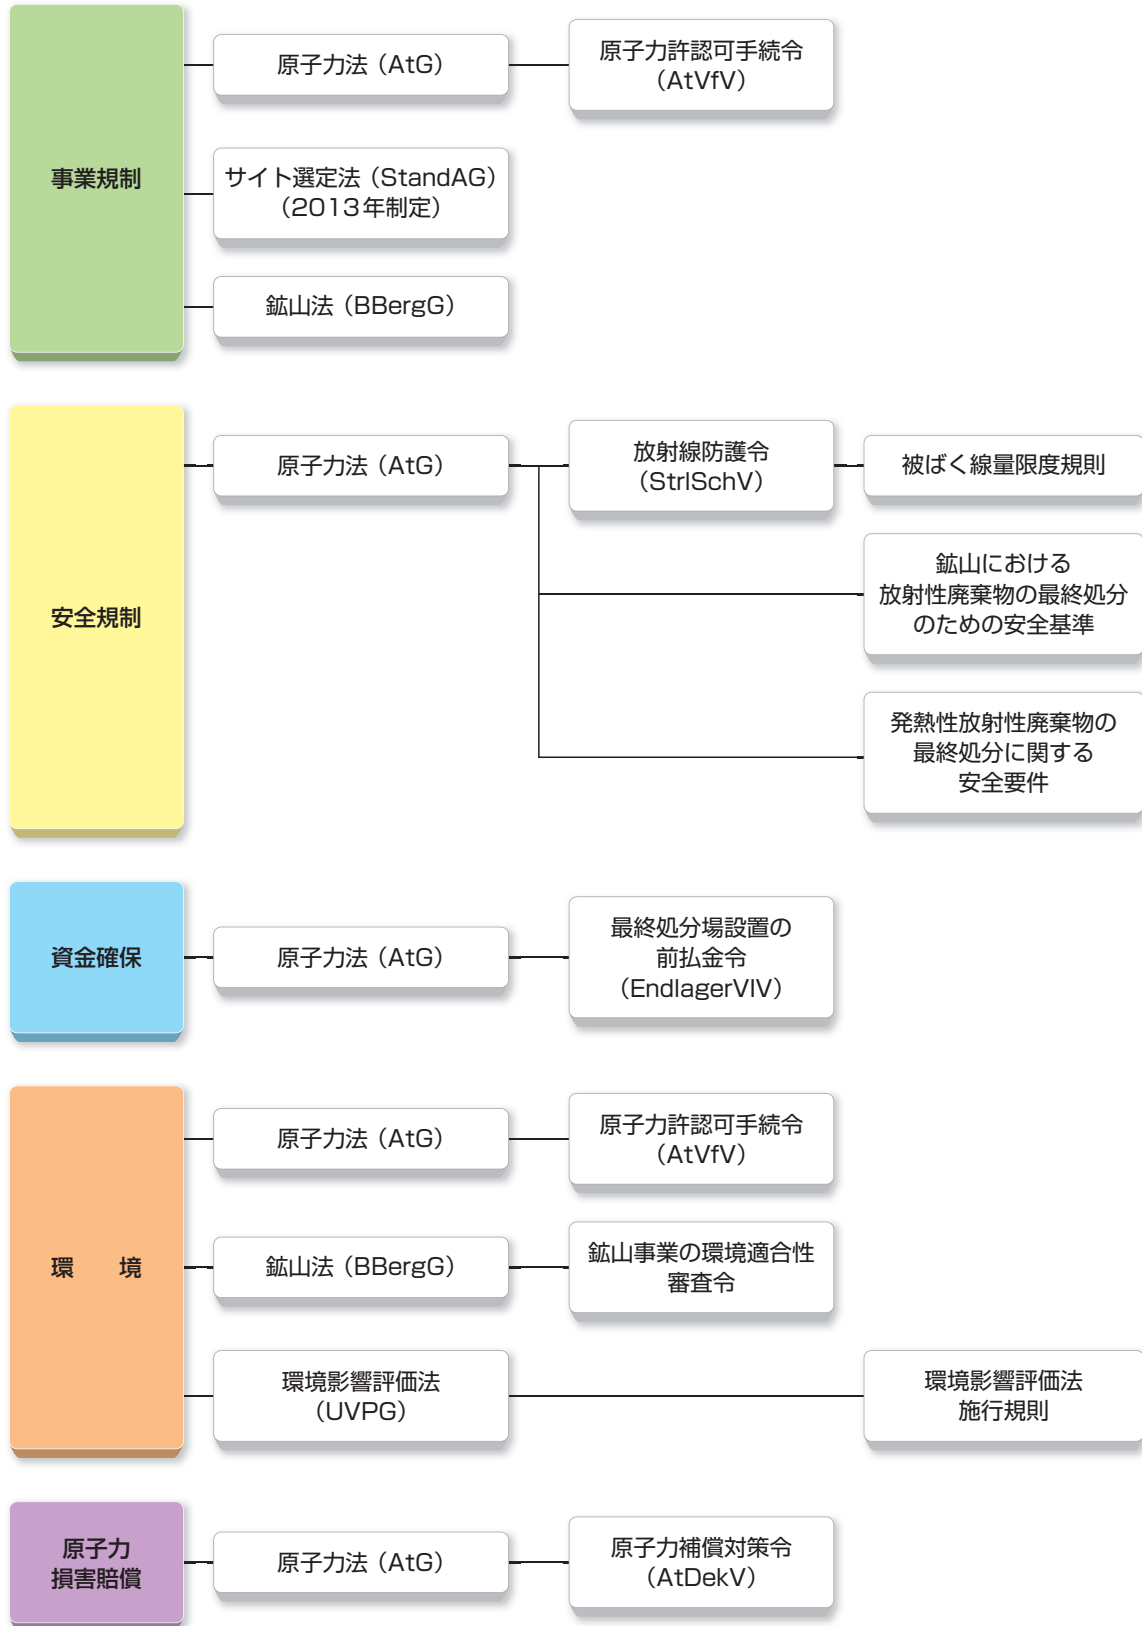 事業規制
原子力法（AtG）
原子力許認可手続令
（AtVfV）
サイト選定法（StandAG）
（2013年制定）
鉱山法（BBergG）
安全規制
原子力法（AtG）
放射線防護令
（StrlSchV）
被ばく線量限度規則
鉱山における
放射性廃棄物の最終処分
のための安全基準
発熱性放射性廃棄物の
最終処分に関する
安全要件
資金確保
原子力法（AtG）
最終処分場設置の
前払金令
（EndlagerVlV）
環　境
原子力法（AtG）
原子力許認可手続令
（AtVfV）
鉱山法（BBergG）
鉱山事業の環境適合性
審査令
環境影響評価法
（UVPG）
環境影響評価法
施行規則
原子力
損害賠償
原子力法（AtG）
原子力補償対策令
（AtDekV）